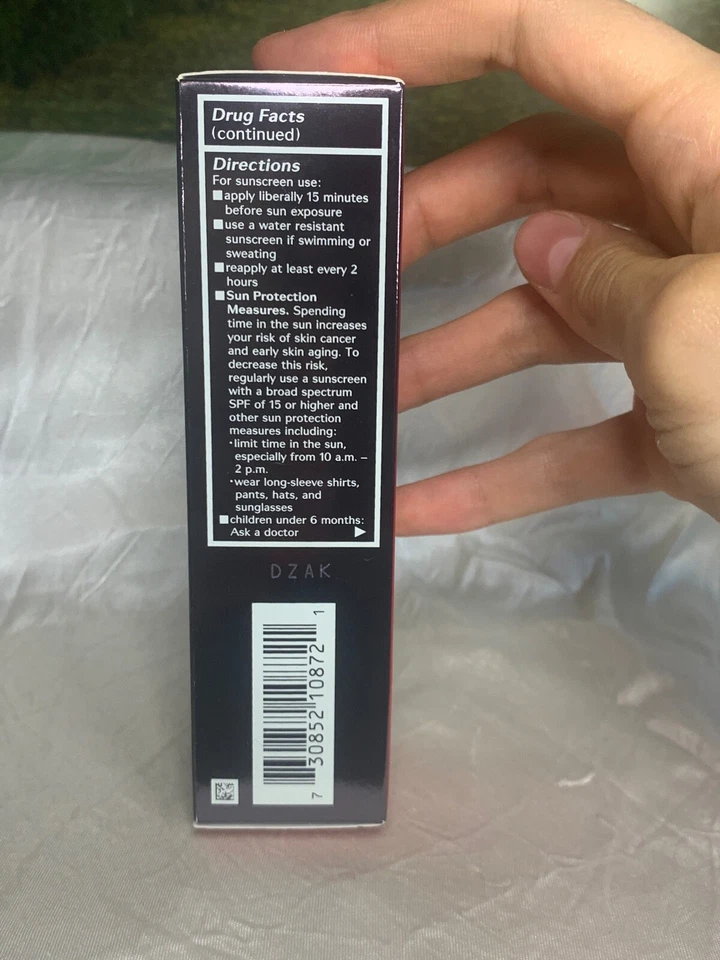 Drug Facts
(continued)
Directions
For sunscreen use:
■apply liberally 15 minutes
before sun exposure
■use a water resistant
sunscreen if swimming or
sweating
■reapply at least every 2
hours
■Sun Protection
Measures. Spending
time in the sun increases
your risk of skin cancer
and early skin aging. To
decrease this risk,
regularly use a sunscreen
with a broad spectrum
SPF of 15 or higher and
other sun protection
measures including:
•limit time in the sun,
especially from 10 a.m. –
2 p.m.
•wear long-sleeve shirts,
pants, hats, and
sunglasses
■children under 6 months:
Ask a doctor ▶
DZAK
7 30852 10872 1